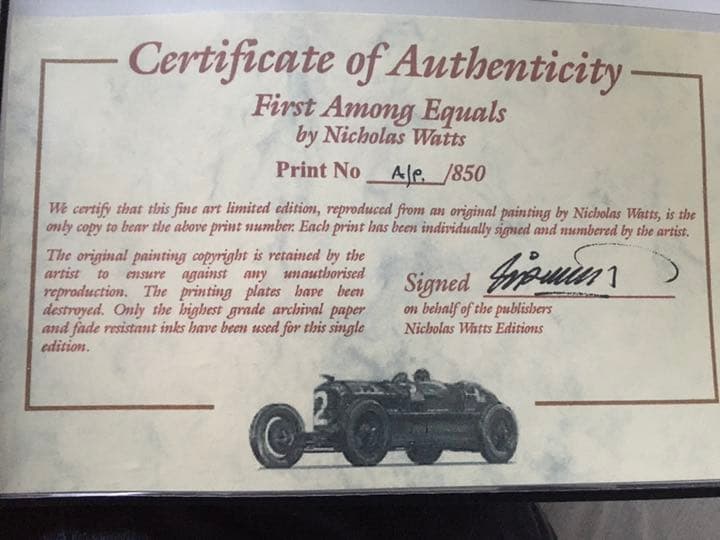 Certificate of Authenticity
First Among Equals
by Nicholas Watts
Print No A/P. /850
We certify that this fine art limited edition, reproduced from an original painting by Nicholas Watts, is the
only copy to bear the above print number. Each print has been individually signed and numbered by the artist.
The original painting copyright is retained by the
artist to ensure against any unauthorised
reproduction. The printing plates have been
destroyed. Only the highest grade archival paper
and fade resistant inks have been used for this single
edition.
Signed
on behalf of the publishers
Nicholas Watts Editions
2